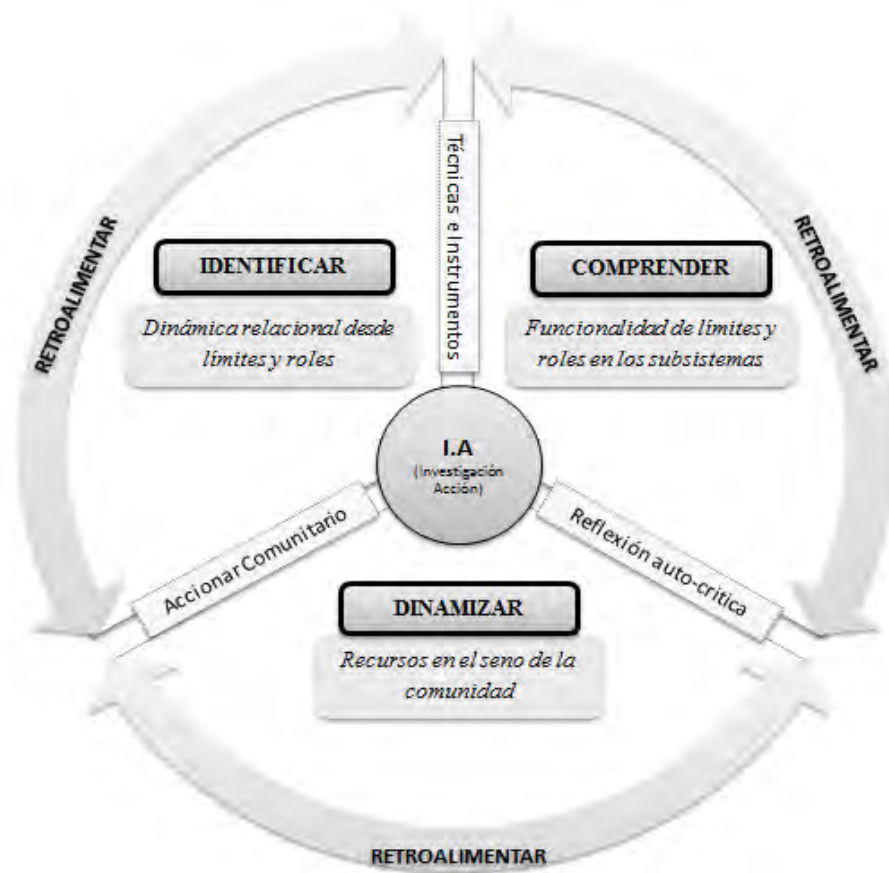 Técnicas e Instrumentos
RETROALIMENTAR
RETROALIMENTAR
IDENTIFICAR
Dinámica relacional desde
límites y roles
COMPRENDER
Funcionalidad de límites y
roles en los subsistemas
I.A
(Investigación
Acción)
Accionar Comunitario
Reflexión auto-critica
DINAMIZAR
Recursos en el seno de la
comunidad
RETROALIMENTAR